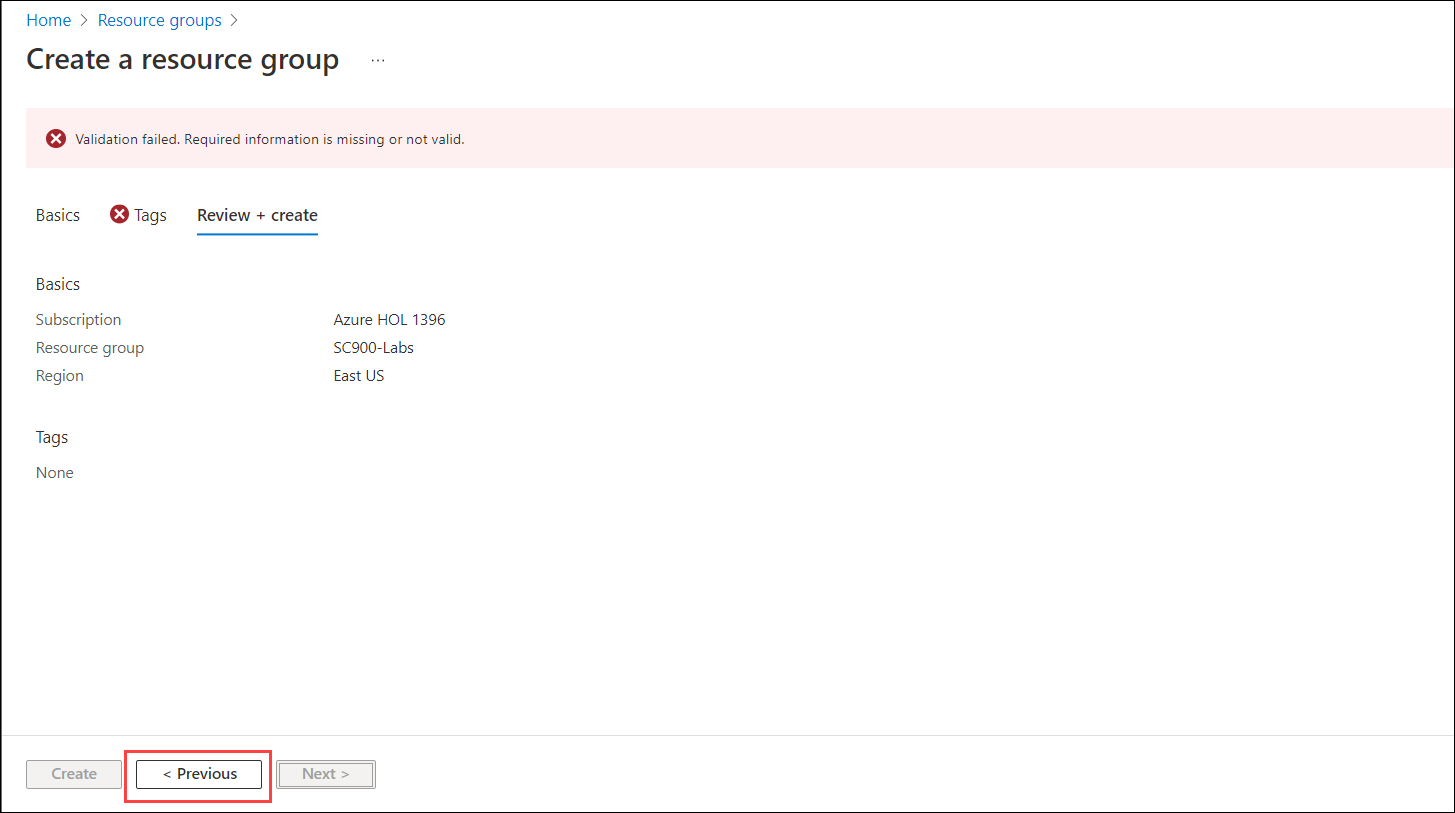 Home > Resource groups >
Create a resource group ...
Validation failed. Required information is missing or not valid.
Basics Tags Review + create
Basics
Subscription Azure HOL 1396
Resource group SC900-Labs
Region East US
Tags
None
Create < Previous Next >